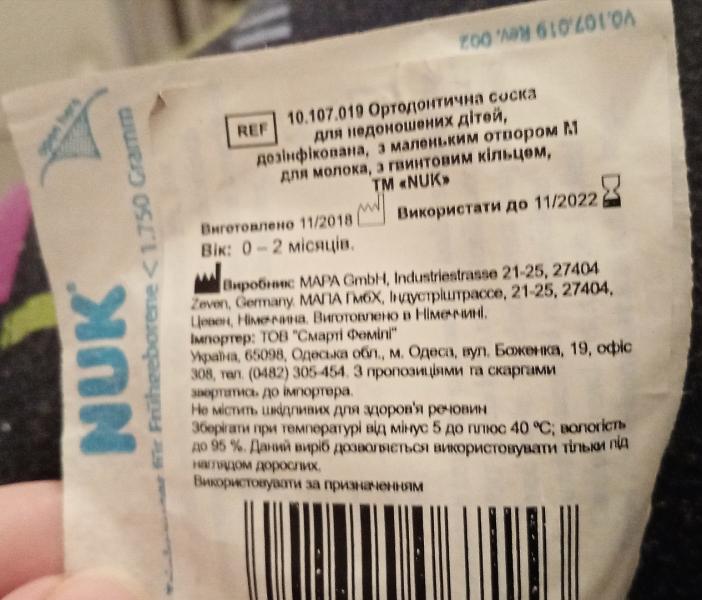 V0.107.019 Rev. 002
REF
10.107.019 Ортодонтична соска
для недоношених дітей,
дезінфікована, з маленьким отвором M
для молока, з гвинтовим кільцем,
ТМ «NUK»
Виготовлено 11/2018
Використати до 11/2022
Вік: 0 – 2 місяців.
Виробник: MAPA GmbH, Industriestrasse 21-25, 27404
Zeven, Germany. МАПА ГмбХ, Індустріштрассе, 21-25, 27404,
Цевен, Німеччина. Виготовлено в Німеччині.
Імпортер: ТОВ "Смарті Фемілі"
Україна, 65098, Одеська обл., м. Одеса, вул. Боженка, 19, офіс
308, тел. (0482) 305-454. З пропозиціями та скаргами
звертатись до імпортера.
Не містить шкідливих для здоров'я речовин
Зберігати при температурі від мінус 5 до плюс 40 ºС; вологість
до 95 %. Даний виріб дозволяється використовувати тільки під
наглядом дорослих.
Використовувати за призначенням
NUK
für Frühgeborene < 1.750 Gramm